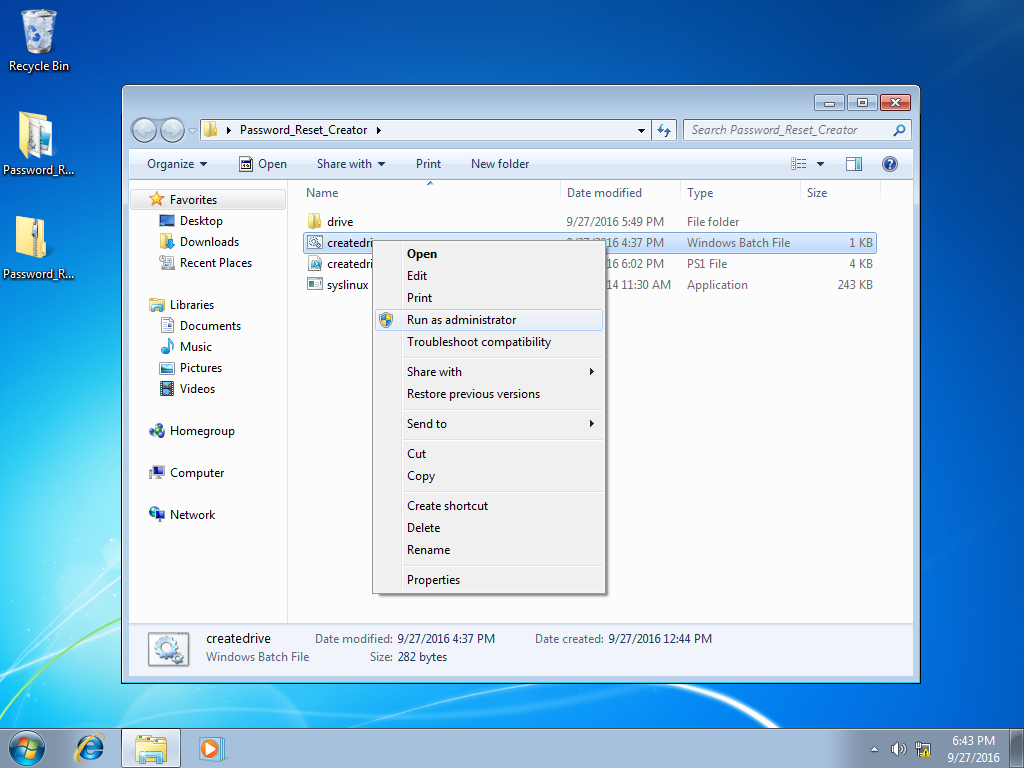 Recycle Bin
Password_R...
Password_R...
Password_Reset_Creator
Search Password_Reset_Creator
Organize
Open
Share with
Print
New folder
Favorites
Desktop
Downloads
Recent Places
Libraries
Documents
Music
Pictures
Videos
Homegroup
Computer
Network
Name Date modified Type Size
drive 9/27/2016 5:49 PM File folder
createdri 16 4:37 PM Windows Batch File 1 KB
createdri 16 6:02 PM PS1 File 4 KB
syslinux 14 11:30 AM Application 243 KB
Open
Edit
Print
Run as administrator
Troubleshoot compatibility
Share with
Restore previous versions
Send to
Cut
Copy
Create shortcut
Delete
Rename
Properties
createdrive Date modified: 9/27/2016 4:37 PM Date created: 9/27/2016 12:44 PM
Windows Batch File Size: 282 bytes
6:43 PM
9/27/2016